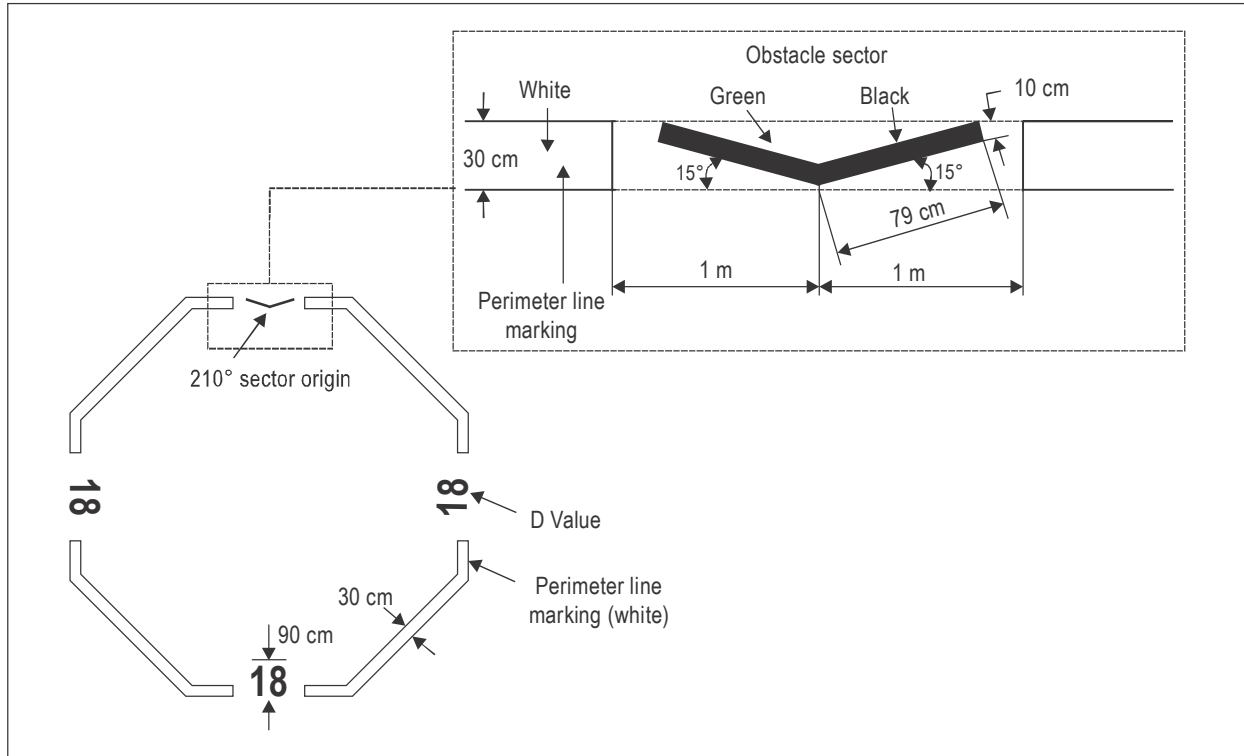 Obstacle sector
White
Green
Black
10 cm
30 cm
15°
15°
79 cm
1 m
1 m
Perimeter line
marking
210° sector origin
18
18
D Value
Perimeter line
marking (white)
30 cm
90 cm
18